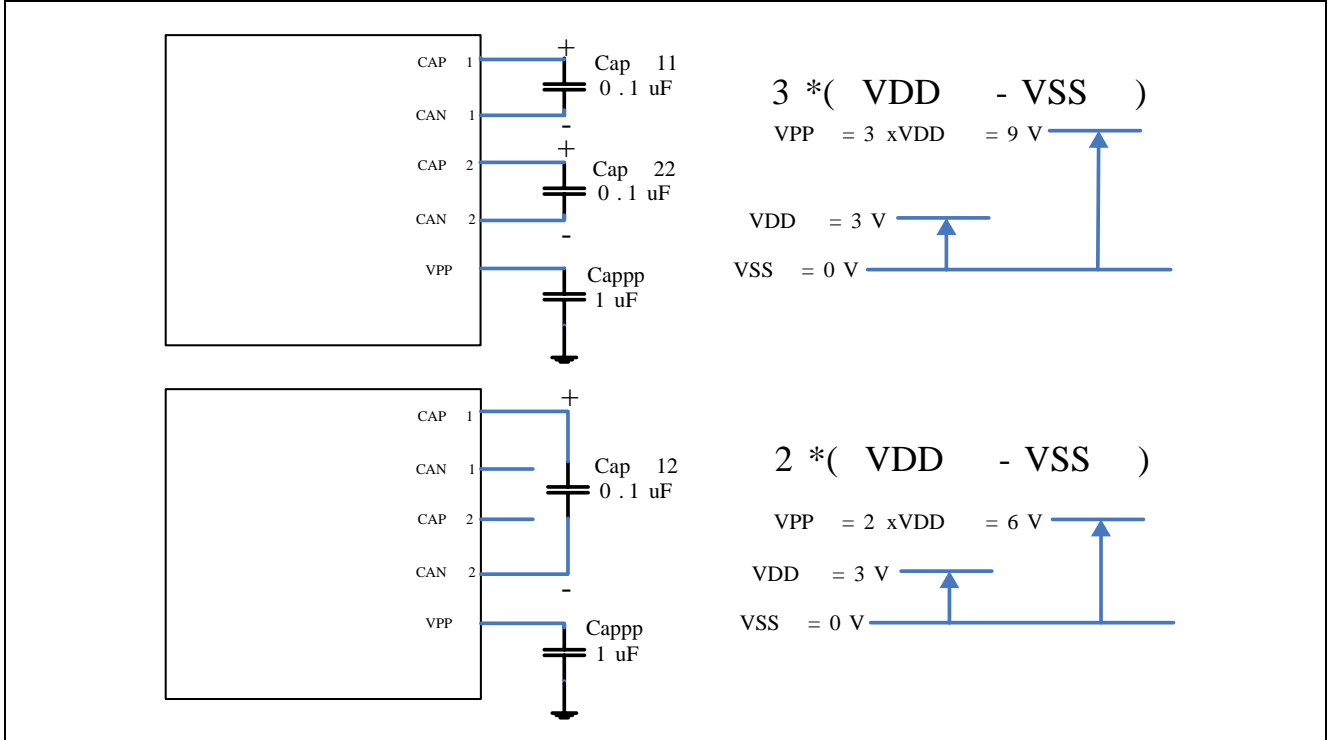 CAP 1
+
Cap 11
0 . 1 uF
CAN 1
-
CAP 2
+
Cap 22
0 . 1 uF
CAN 2
-
VPP
Cappp
1 uF
3 *( VDD - VSS )
VPP = 3 xVDD = 9 V
VDD = 3 V
VSS = 0 V
CAP 1
+
CAN 1
Cap 12
0 . 1 uF
CAP 2
CAN 2
-
VPP
Cappp
1 uF
2 *( VDD - VSS )
VPP = 2 xVDD = 6 V
VDD = 3 V
VSS = 0 V